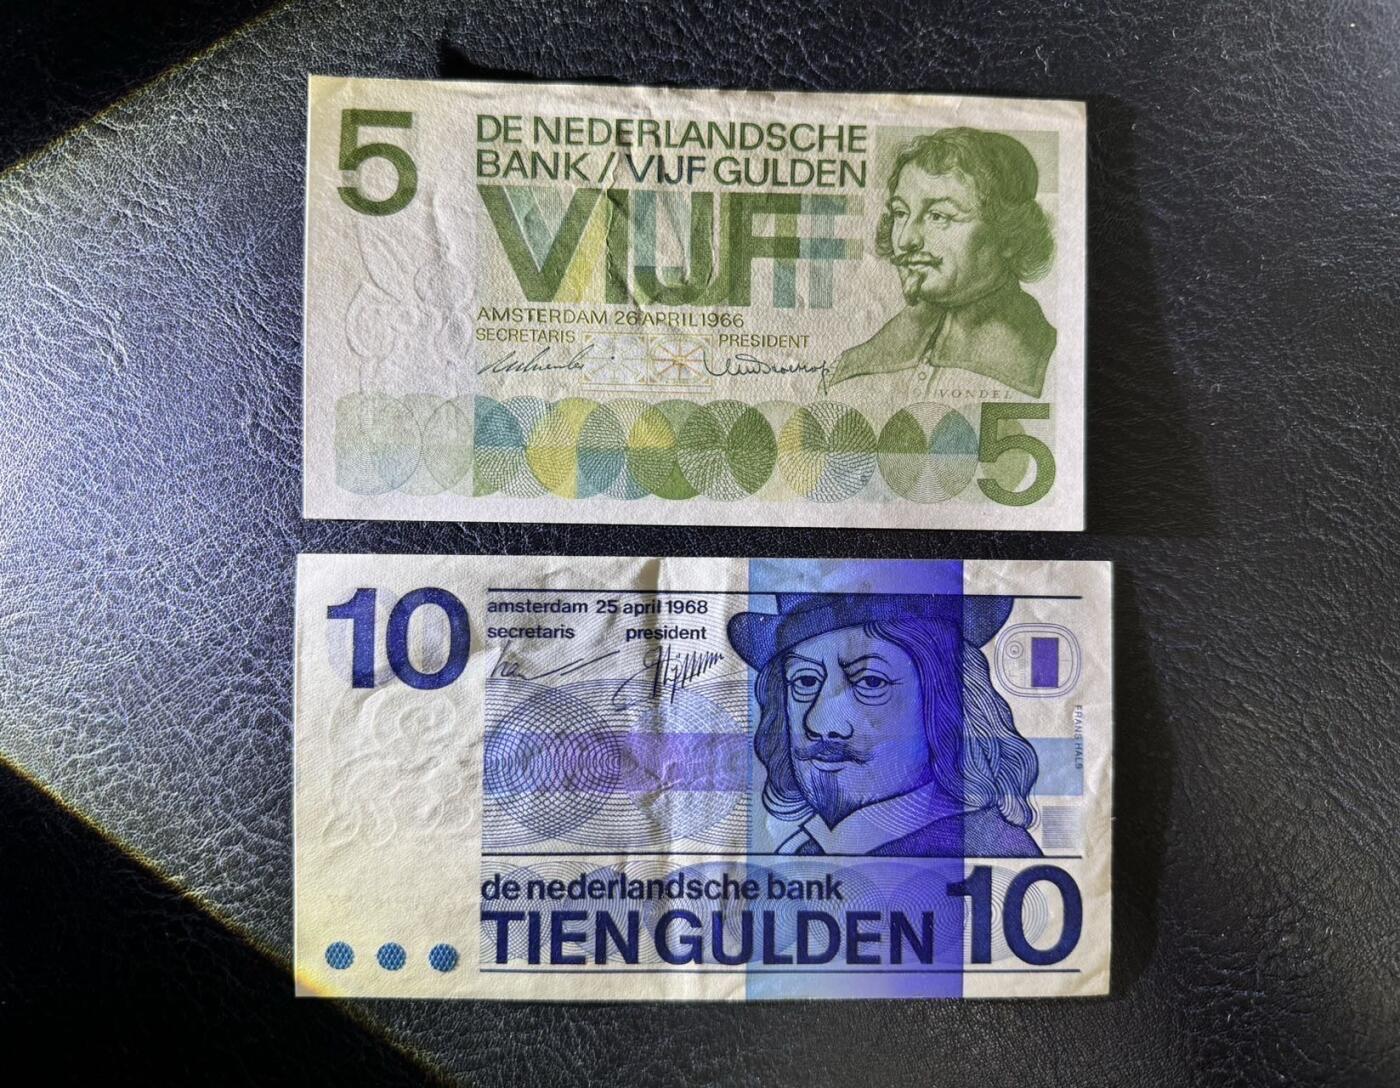 5
DE NEDERLANDSCHE
BANK / VIJF GULDEN
VIJF
AMSTERDAM 26 APRIL 1966
SECRETARIS PRESIDENT
VONDEL
5
10
amsterdam 25 april 1968
secretaris president
FRANS HALS
de nederlandsche bank
TIEN GULDEN 10